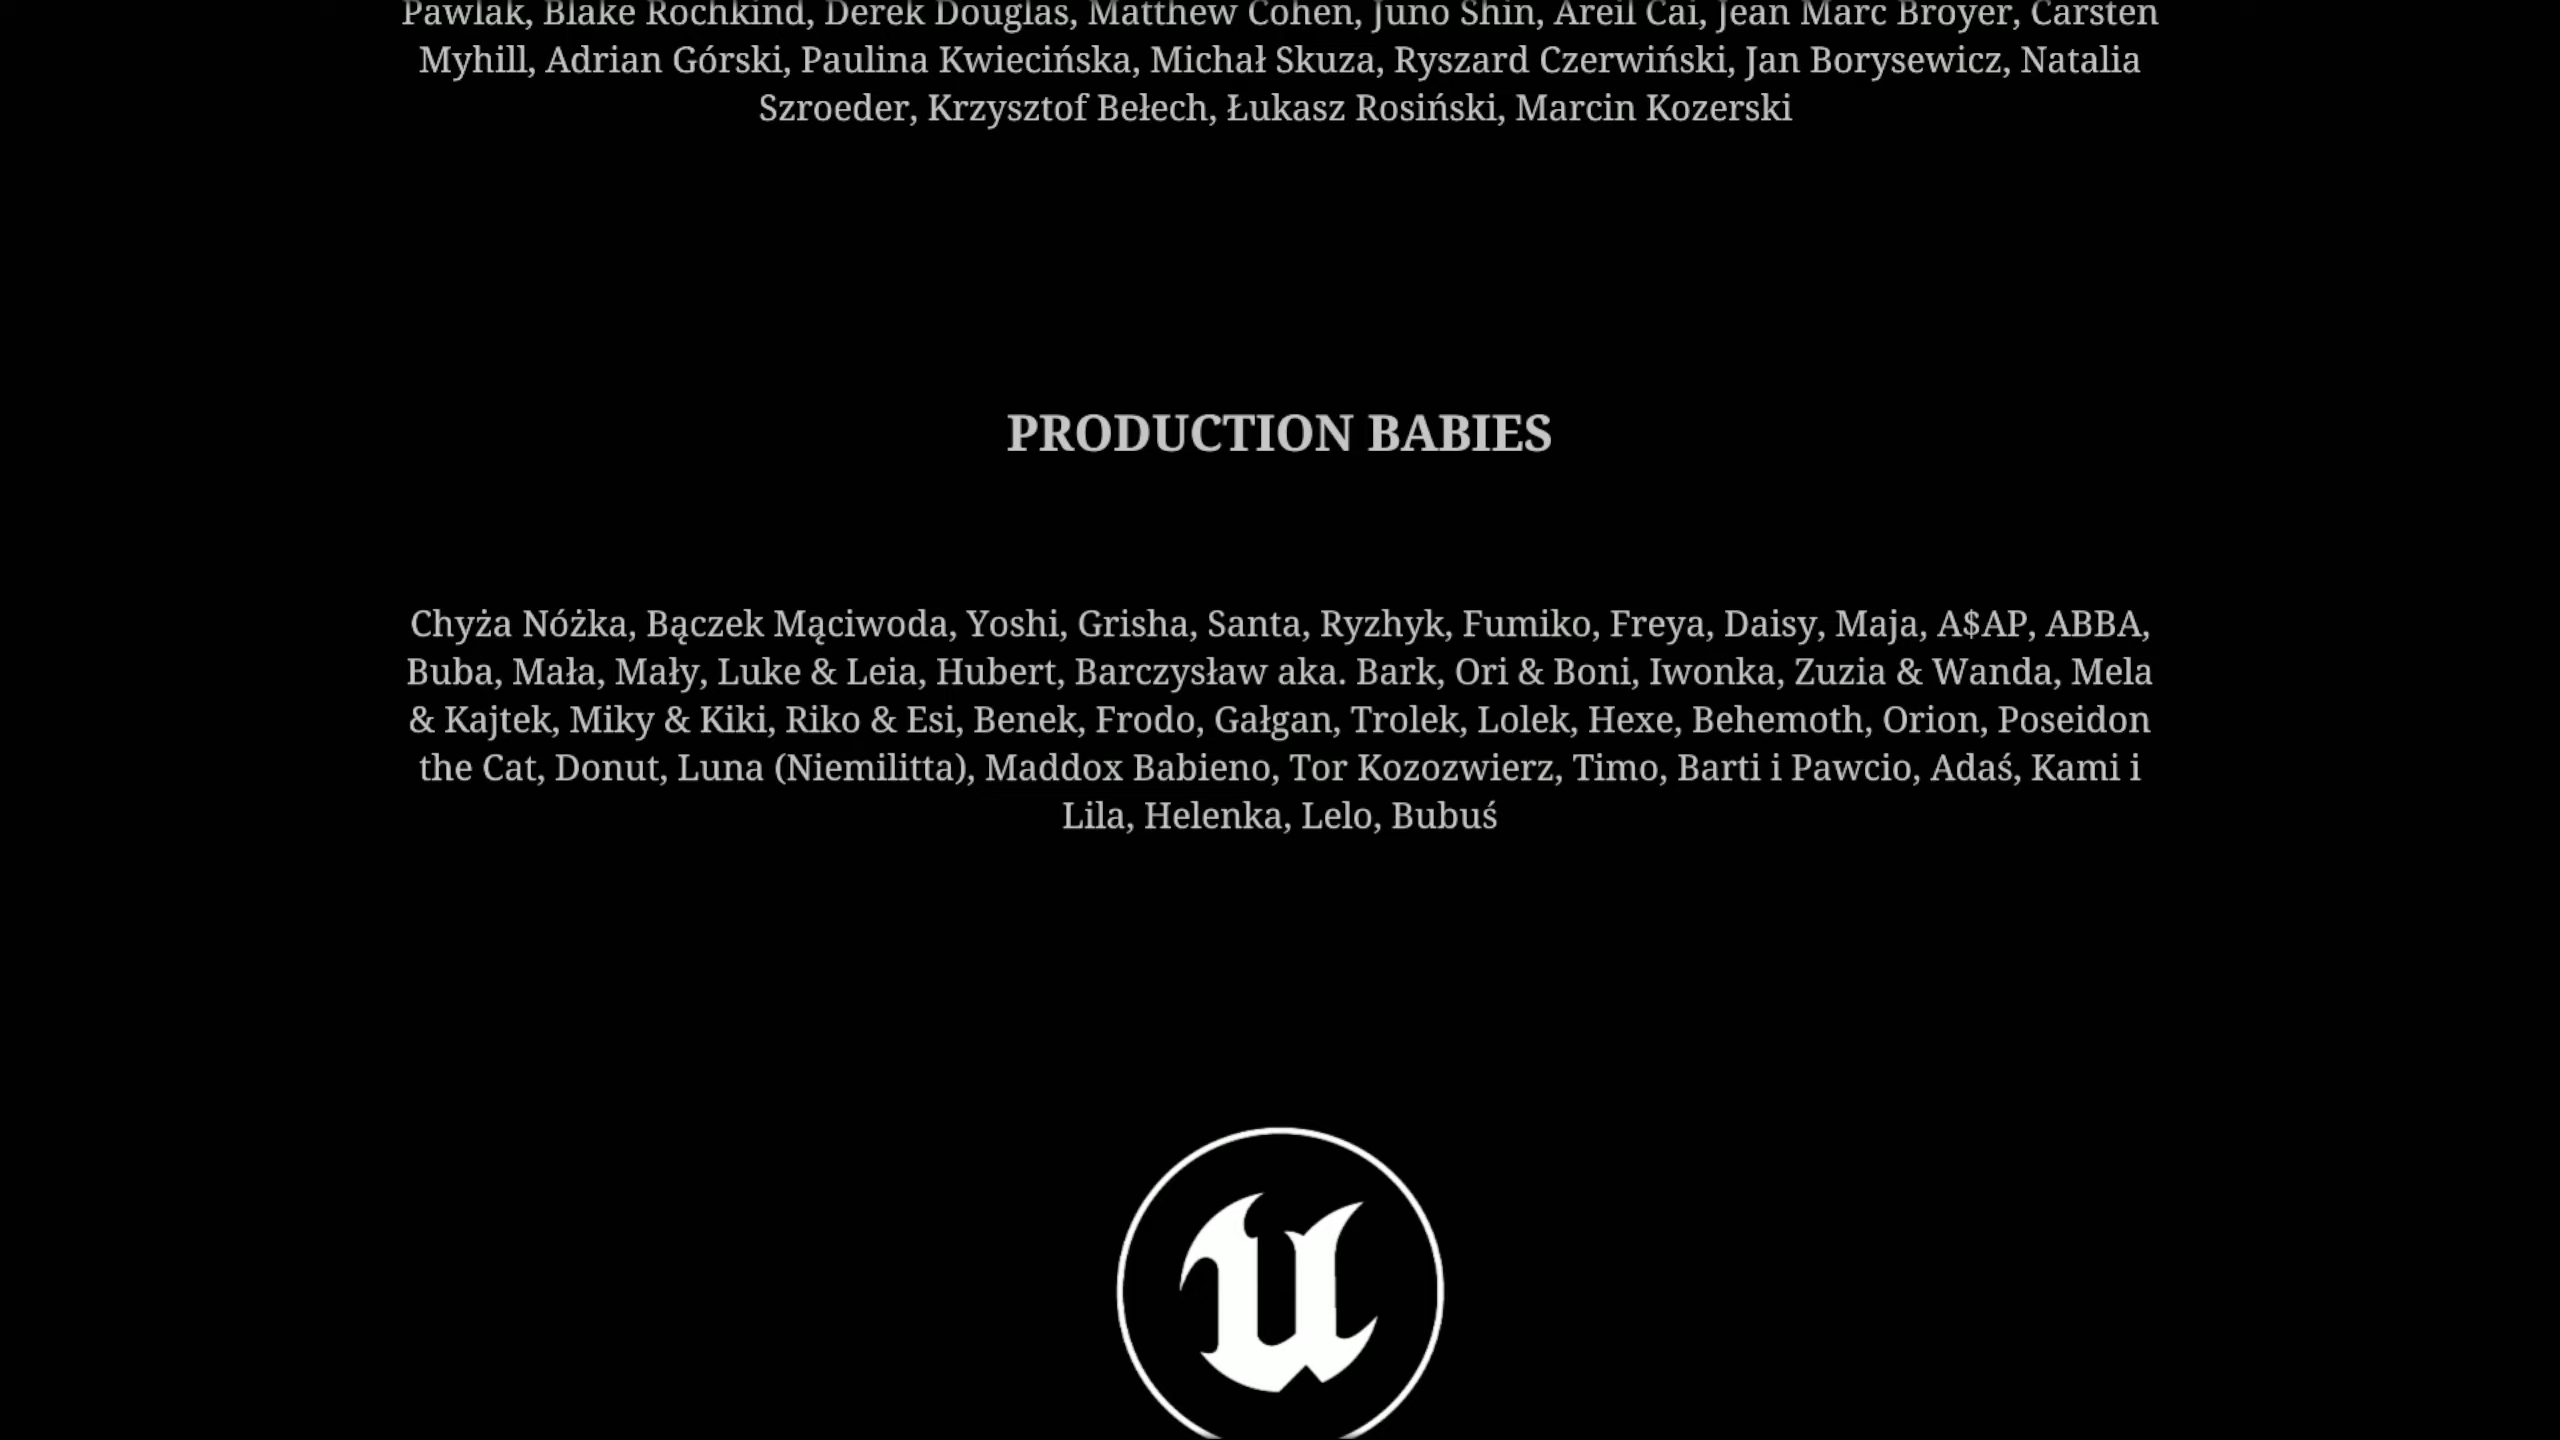 Pawlak, Blake Rochkind, Derek Douglas, Matthew Cohen, Juno Shin, Areil Cai, Jean Marc Broyer, Carsten
Myhill, Adrian Górski, Paulina Kwiecińska, Michał Skuza, Ryszard Czerwiński, Jan Borysewicz, Natalia
Szroeder, Krzysztof Bełech, Łukasz Rosiński, Marcin Kozerski
PRODUCTION BABIES
Chyża Nóżka, Bączek Mąciwoda, Yoshi, Grisha, Santa, Ryzhyk, Fumiko, Freya, Daisy, Maja, A$AP, ABBA,
Buba, Mała, Mały, Luke & Leia, Hubert, Barczysław aka. Bark, Ori & Boni, Iwonka, Zuzia & Wanda, Mela
& Kajtek, Miky & Kiki, Riko & Esi, Benek, Frodo, Gałgan, Trolek, Lolek, Hexe, Behemoth, Orion, Poseidon
the Cat, Donut, Luna (Niemilitta), Maddox Babieno, Tor Kozozwierz, Timo, Barti i Pawcio, Adaś, Kami i
Lila, Helenka, Lelo, Bubuś